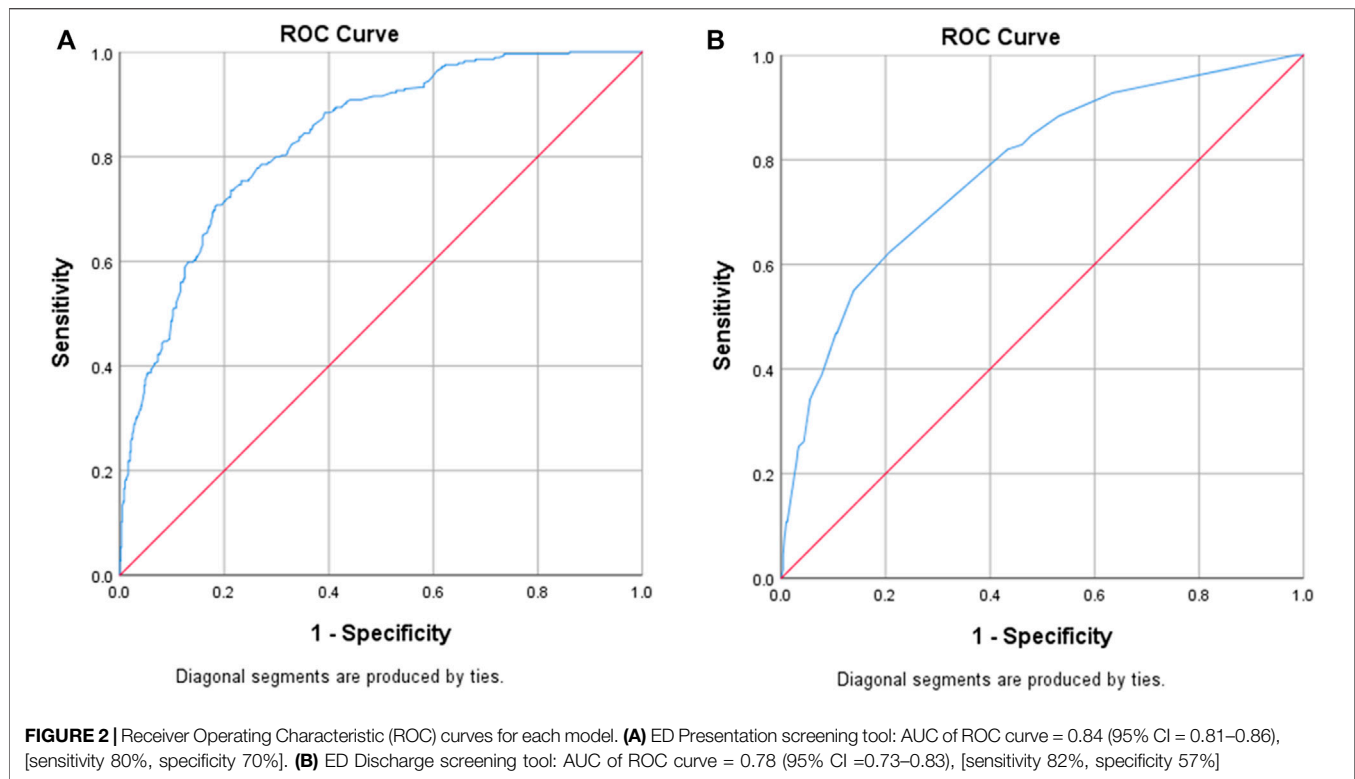 A
ROC Curve
1.0
0.8
0.6
0.4
0.2
0.0
Sensitivity
0.0 0.2 0.4 0.6 0.8 1.0
1 - Specificity
Diagonal segments are produced by ties.
B
ROC Curve
1.0
0.8
0.6
0.4
0.2
0.0
Sensitivity
0.0 0.2 0.4 0.6 0.8 1.0
1 - Specificity
Diagonal segments are produced by ties.
FIGURE 2 | Receiver Operating Characteristic (ROC) curves for each model. (A) ED Presentation screening tool: AUC of ROC curve = 0.84 (95% CI = 0.81–0.86),
[sensitivity 80%, specificity 70%]. (B) ED Discharge screening tool: AUC of ROC curve = 0.78 (95% CI =0.73–0.83), [sensitivity 82%, specificity 57%]